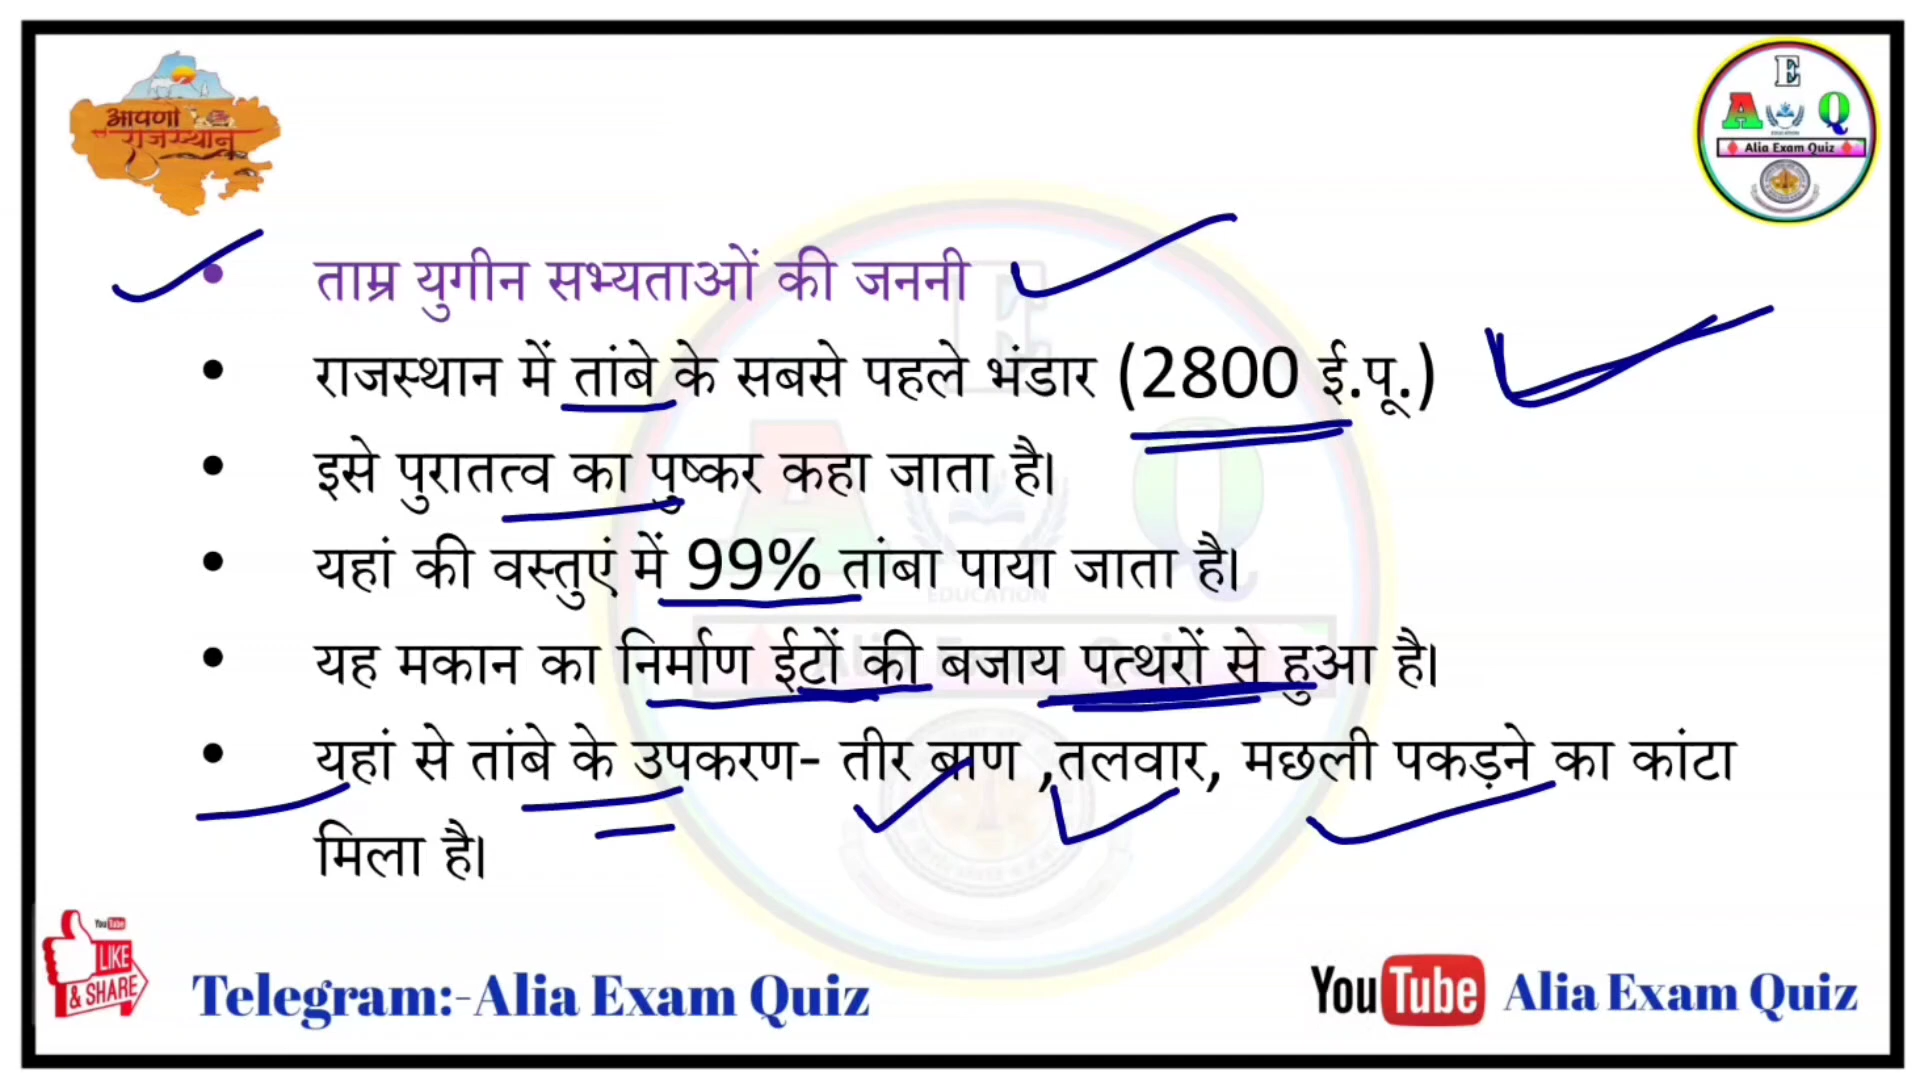 आपणो
राजस्थान
E
A Q
EDUCATION
Alia Exam Quiz
• ताम्र युगीन सभ्यताओं की जननी
• राजस्थान में तांबे के सबसे पहले भंडार (2800 ई.पू.)
• इसे पुरातत्व का पुष्कर कहा जाता है।
• यहां की वस्तुएं में 99% तांबा पाया जाता है।
• यह मकान का निर्माण ईटों की बजाय पत्थरों से हुआ है।
• यहां से तांबे के उपकरण- तीर बाण ,तलवार, मछली पकड़ने का कांटा
मिला है।
YouTube
LIKE
& SHARE
Telegram:-Alia Exam Quiz
YouTube Alia Exam Quiz